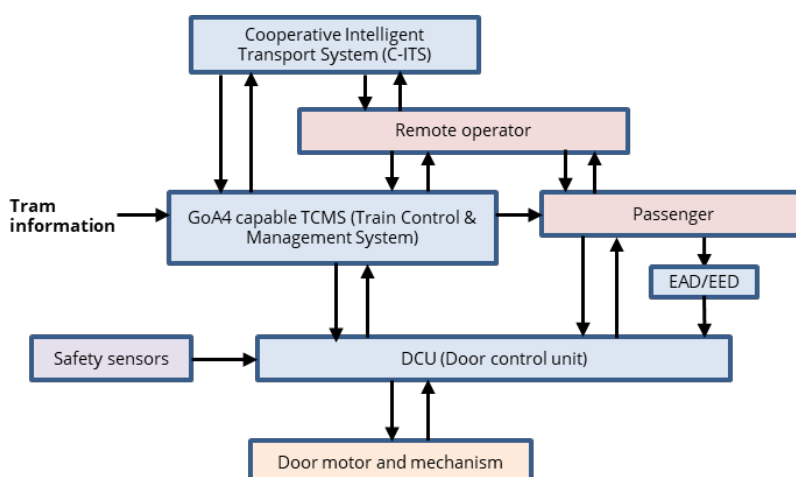 Cooperative Intelligent
Transport System (C-ITS)
Remote operator
Tram
information
GoA4 capable TCMS (Train Control &
Management System)
Passenger
EAD/EED
Safety sensors
DCU (Door control unit)
Door motor and mechanism